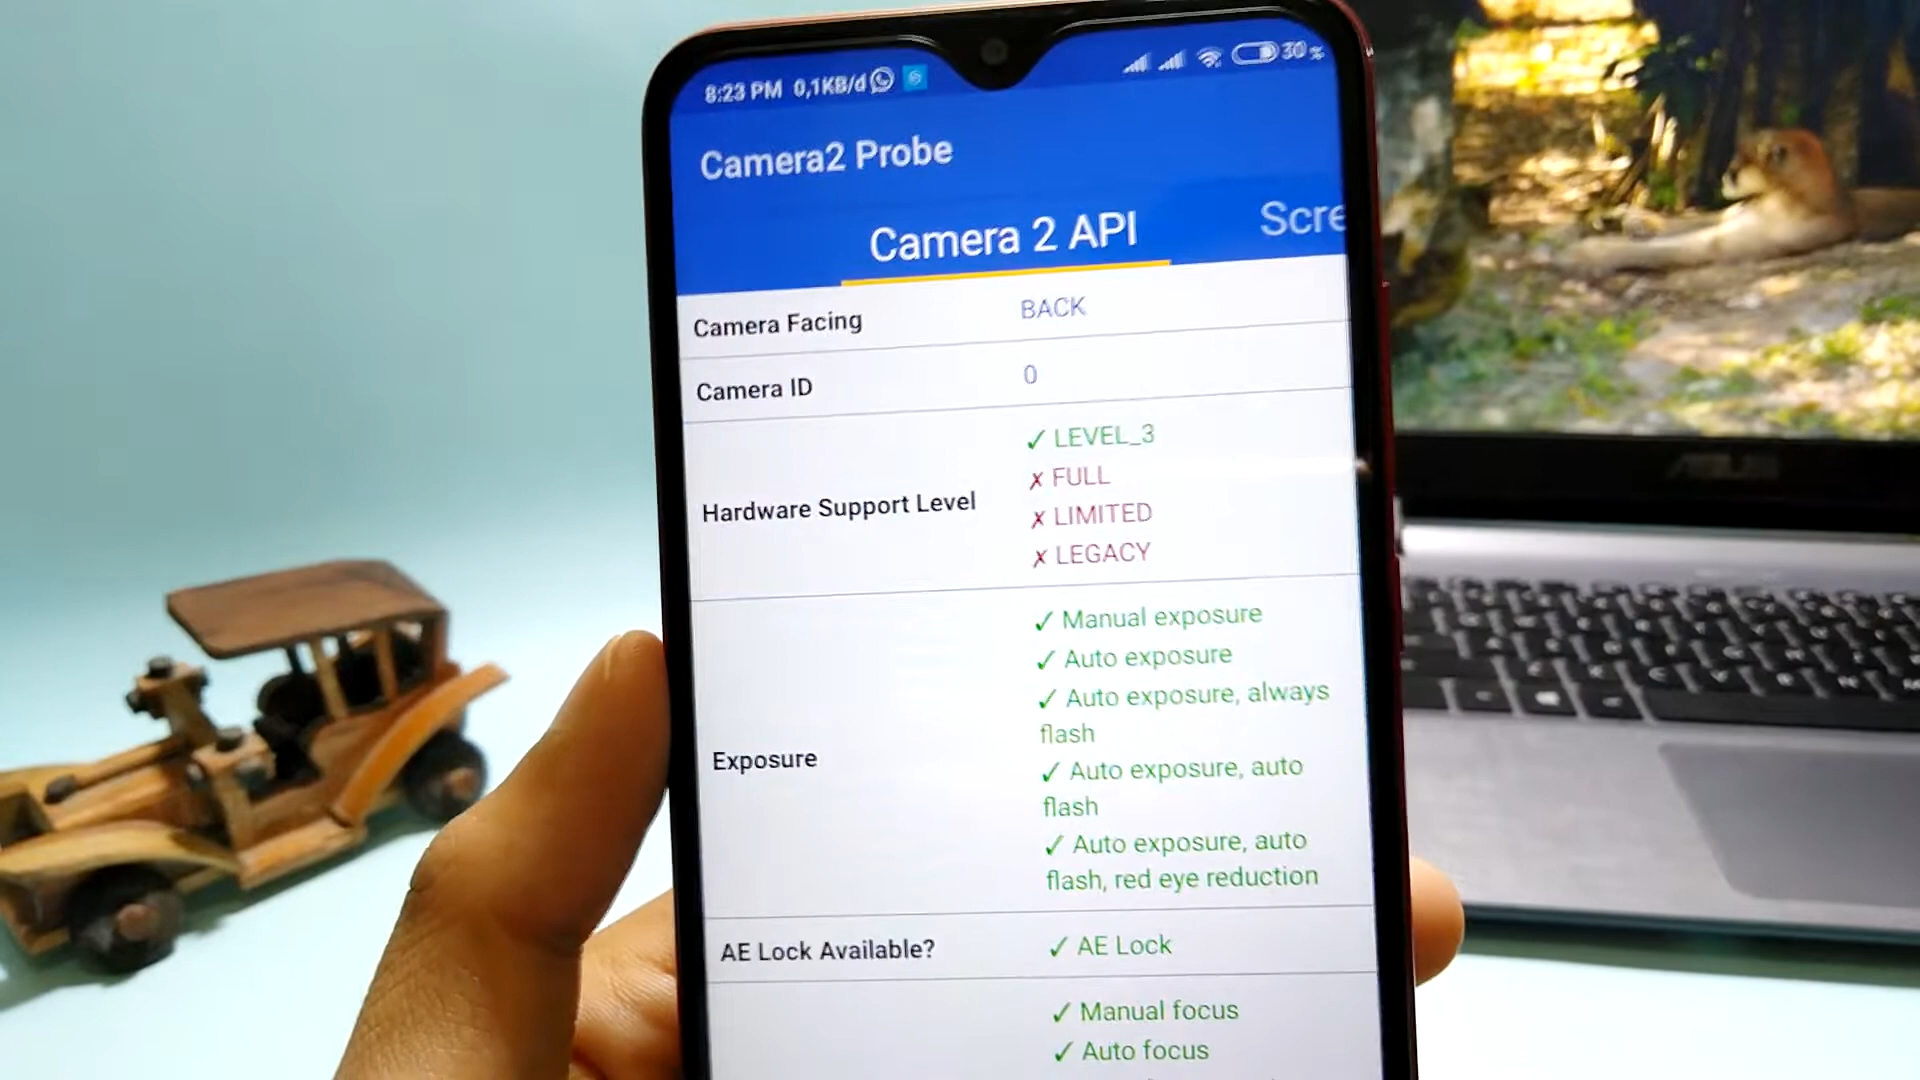 8:23 PM 0,1KB/d
30 %
Camera2 Probe
Camera 2 API
Scre
Camera Facing
BACK
Camera ID
0
Hardware Support Level
✓ LEVEL_3
✗ FULL
✗ LIMITED
✗ LEGACY
Exposure
✓ Manual exposure
✓ Auto exposure
✓ Auto exposure, always
flash
✓ Auto exposure, auto
flash
✓ Auto exposure, auto
flash, red eye reduction
AE Lock Available?
✓ AE Lock
✓ Manual focus
✓ Auto focus
ASUS